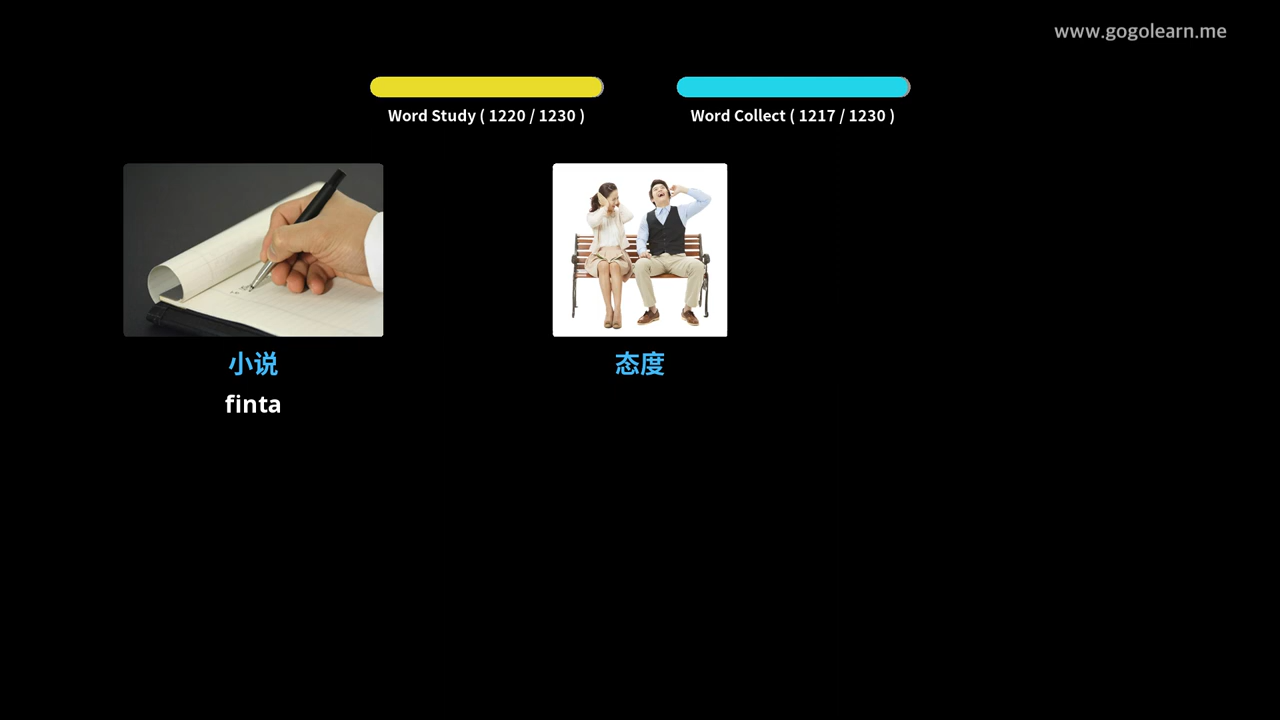 www.gogolearn.me
Word Study ( 1220 / 1230 )
Word Collect ( 1217 / 1230 )
小说
finta
态度